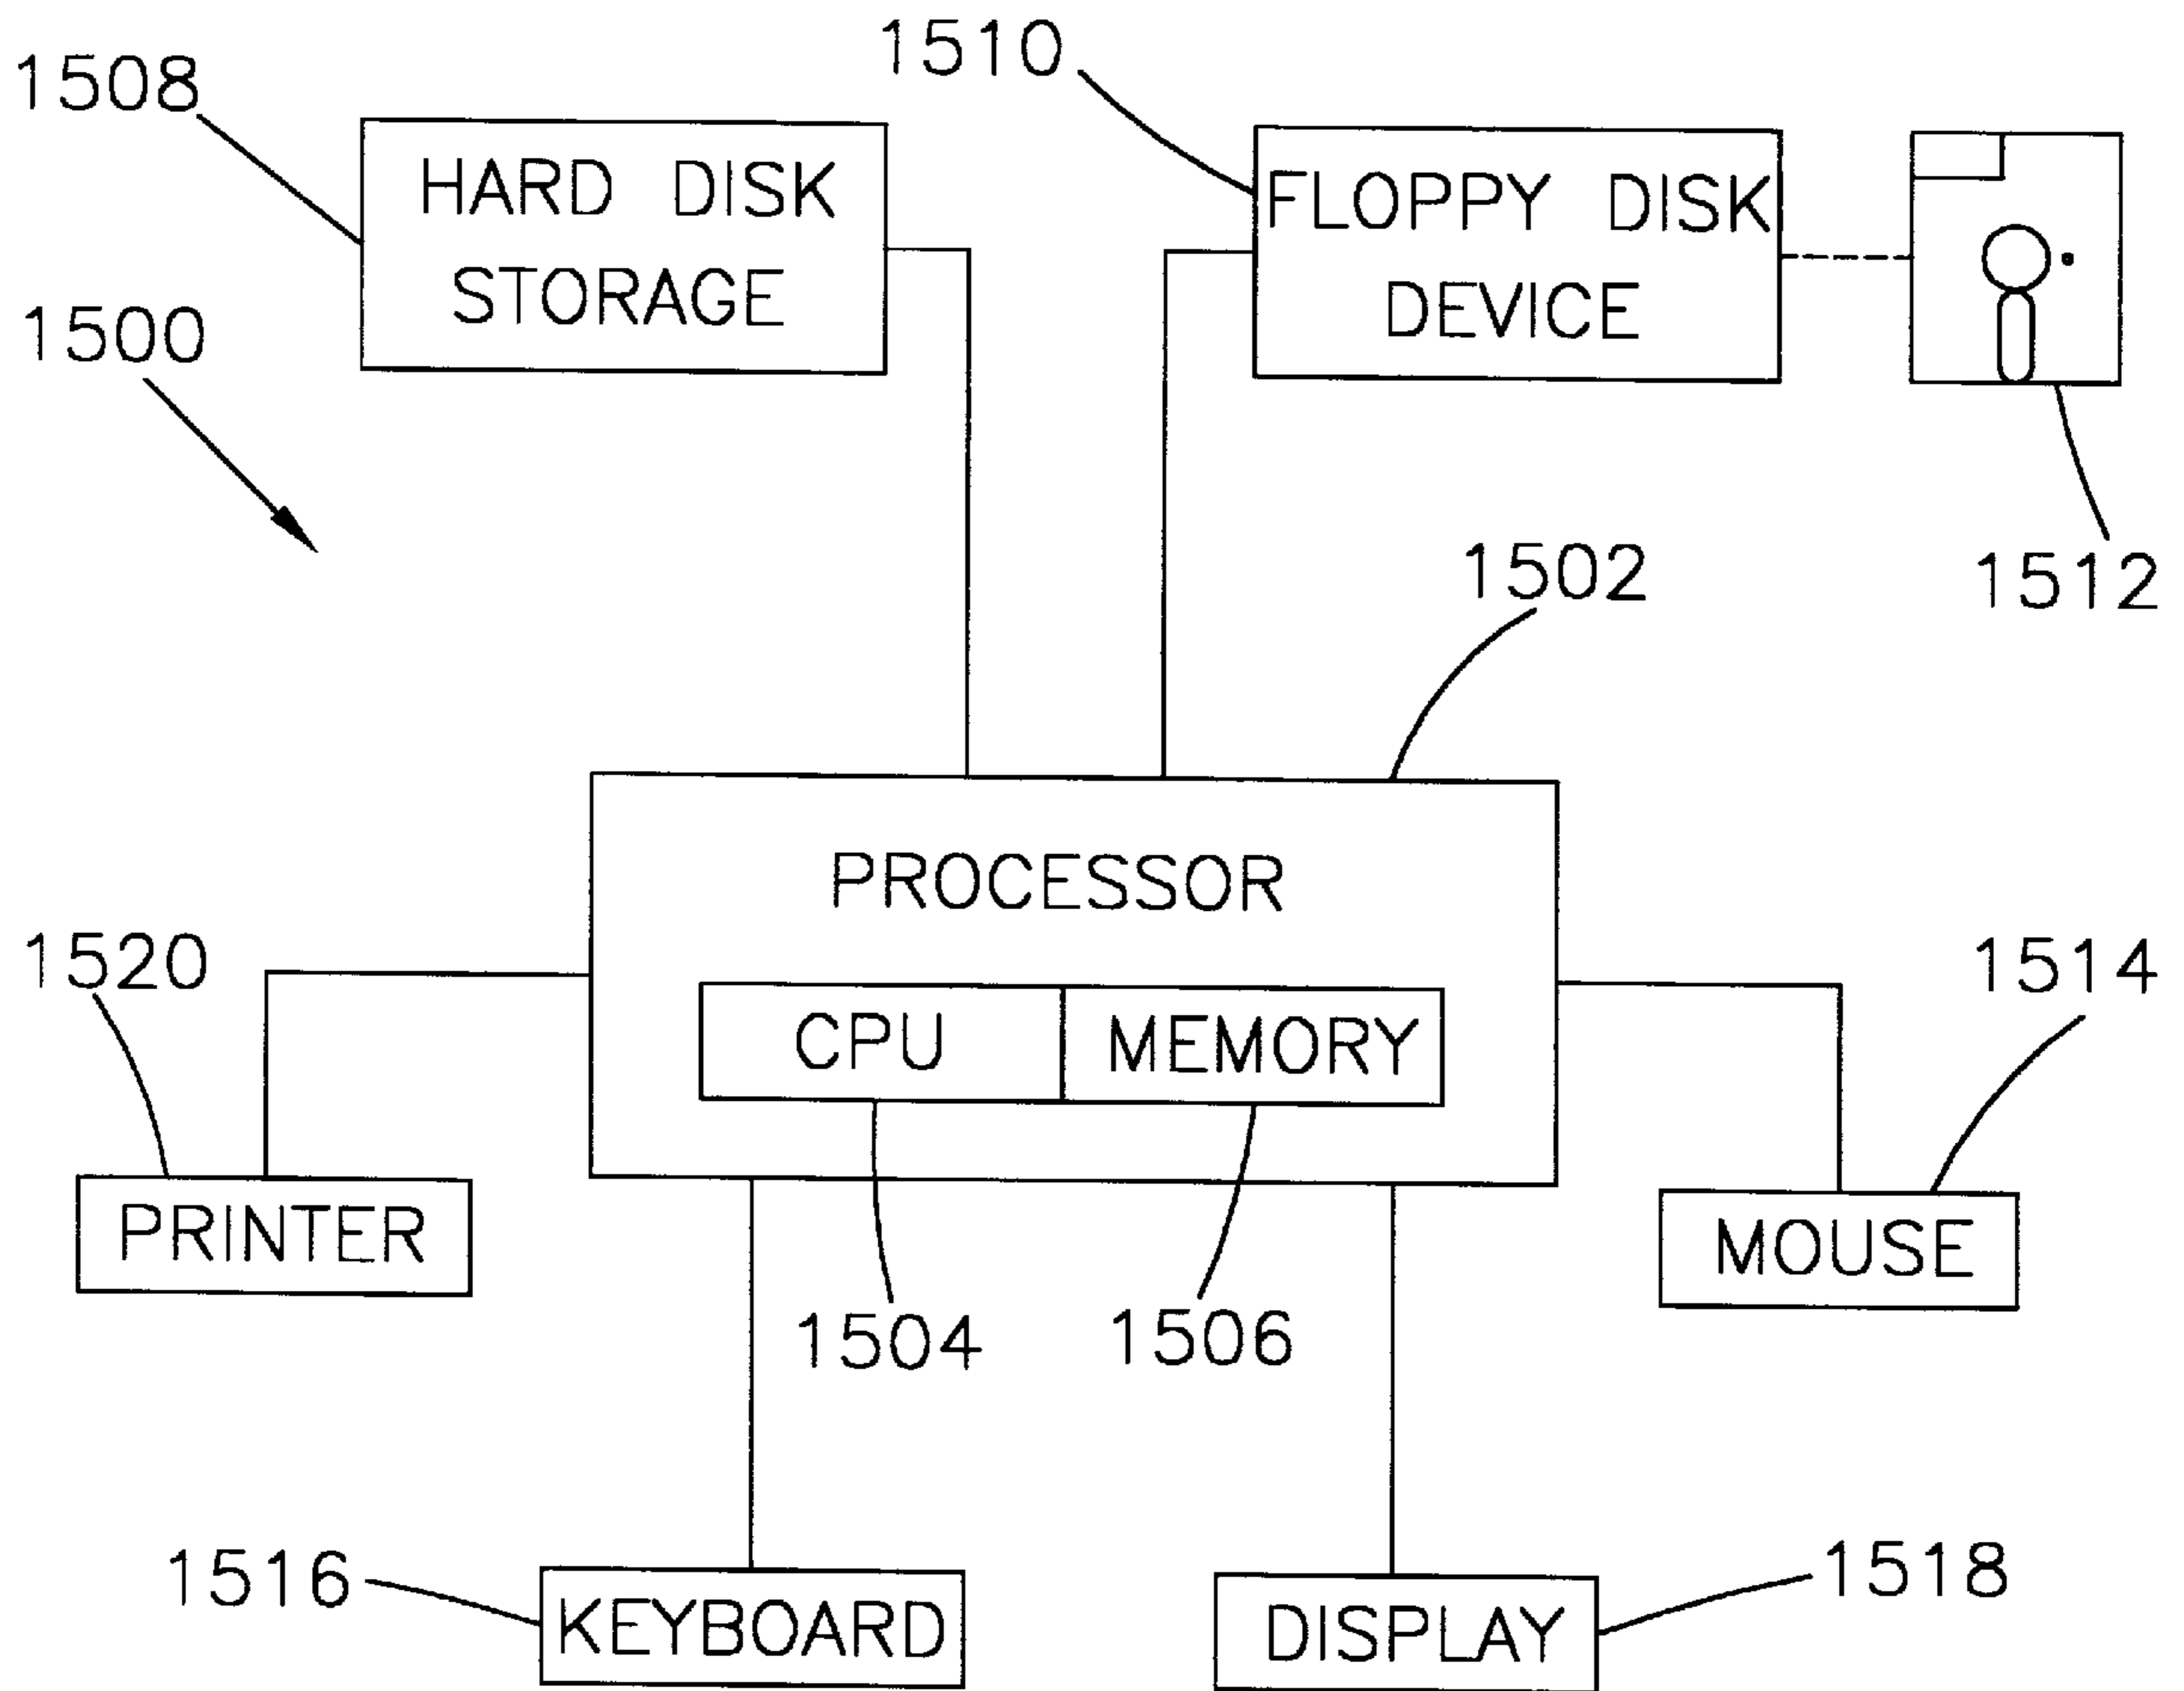 1510
1508
HARD DISK
STORAGE
FLOPPY DISK
DEVICE
1500
1502
1512
PROCESSOR
1520
1514
CPU
MEMORY
PRINTER
MOUSE
1504
1506
1516
KEYBOARD
DISPLAY
1518